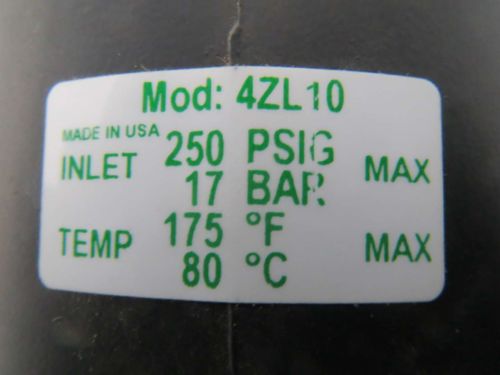 Mod: 4ZL10
MADE IN USA
INLET 250 PSIG MAX
17 BAR
TEMP 175 °F MAX
80 °C